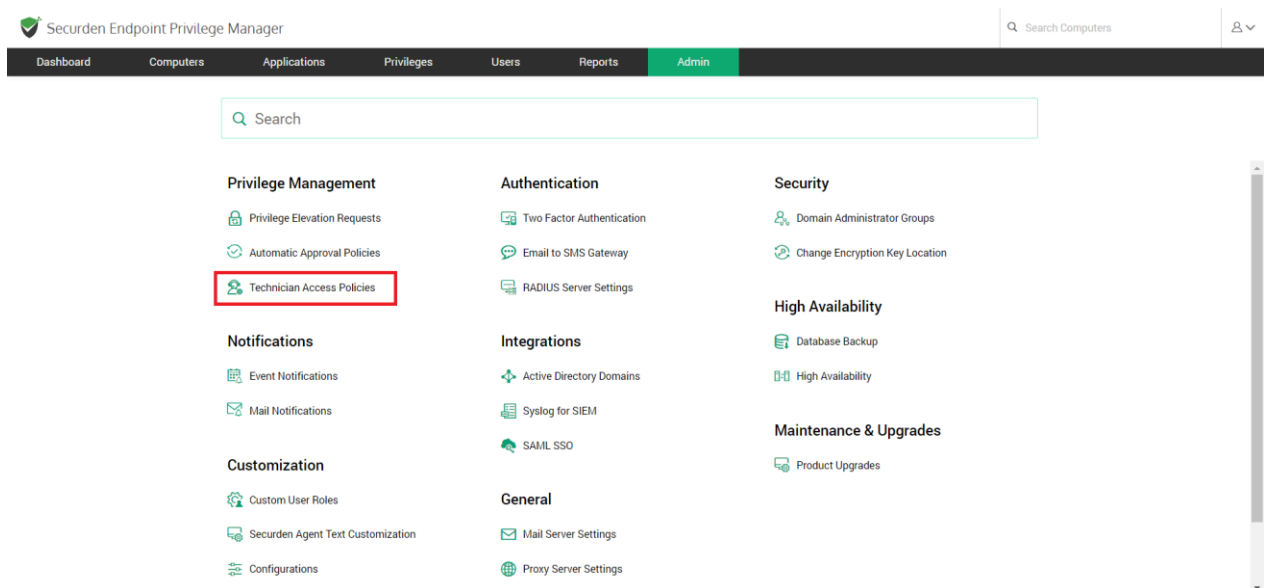 Securden Endpoint Privilege Manager
Search Computers
Dashboard Computers Applications Privileges Users Reports Admin
Search
Privilege Management
Privilege Elevation Requests
Automatic Approval Policies
Technician Access Policies
Notifications
Event Notifications
Mail Notifications
Customization
Custom User Roles
Securden Agent Text Customization
Configurations
Authentication
Two Factor Authentication
Email to SMS Gateway
RADIUS Server Settings
Integrations
Active Directory Domains
Syslog for SIEM
SAML SSO
General
Mail Server Settings
Proxy Server Settings
Security
Domain Administrator Groups
Change Encryption Key Location
High Availability
Database Backup
High Availability
Maintenance & Upgrades
Product Upgrades